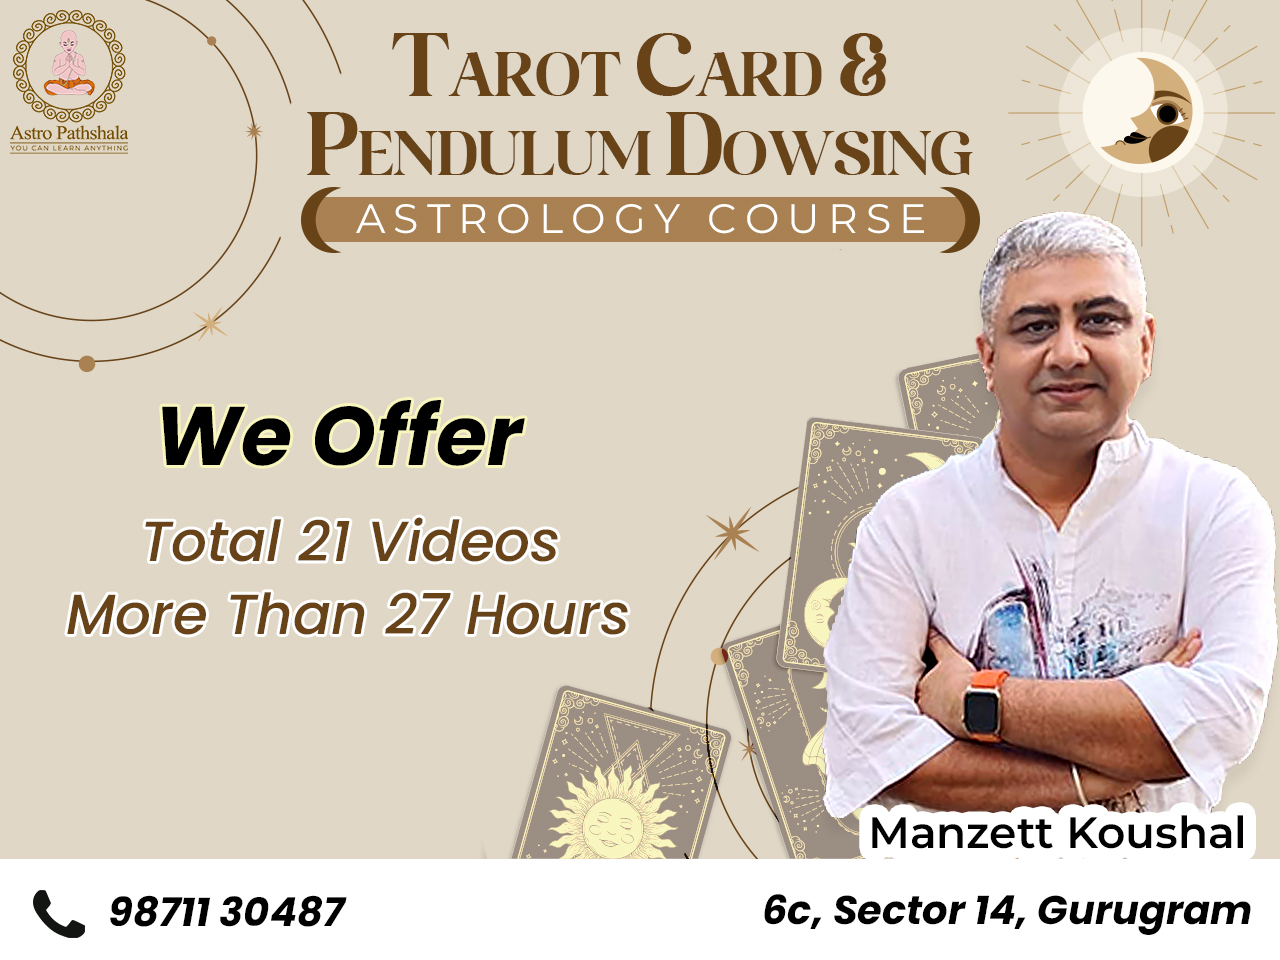 Astro Pathshala
YOU CAN LEARN ANYTHING
TAROT CARD &
PENDULUM DOWSING
ASTROLOGY COURSE
We Offer
Total 21 Videos
More Than 27 Hours
Manzett Koushal
98711 30487
6c, Sector 14, Gurugram